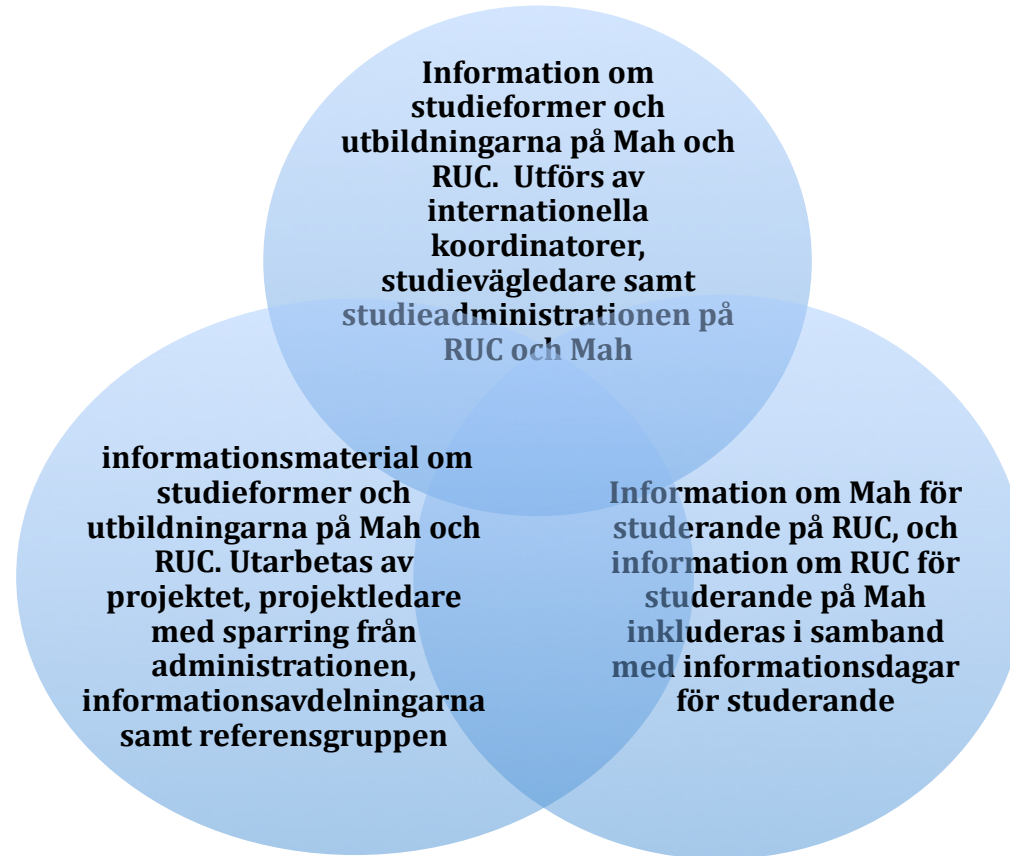 Information om
studieformer och
utbildningarna på Mah och
RUC.  Utförs av
internationella
koordinatorer,
studievägledare samt
studieadministrationen på
RUC och Mah
informationsmaterial om
studieformer och
utbildningarna på Mah och
RUC. Utarbetas av
projektet, projektledare
med sparring från
administrationen,
informationsavdelningarna
samt referensgruppen
Information om Mah för
studerande på RUC, och
information om RUC för
studerande på Mah
inkluderas i samband
med informationsdagar
för studerande